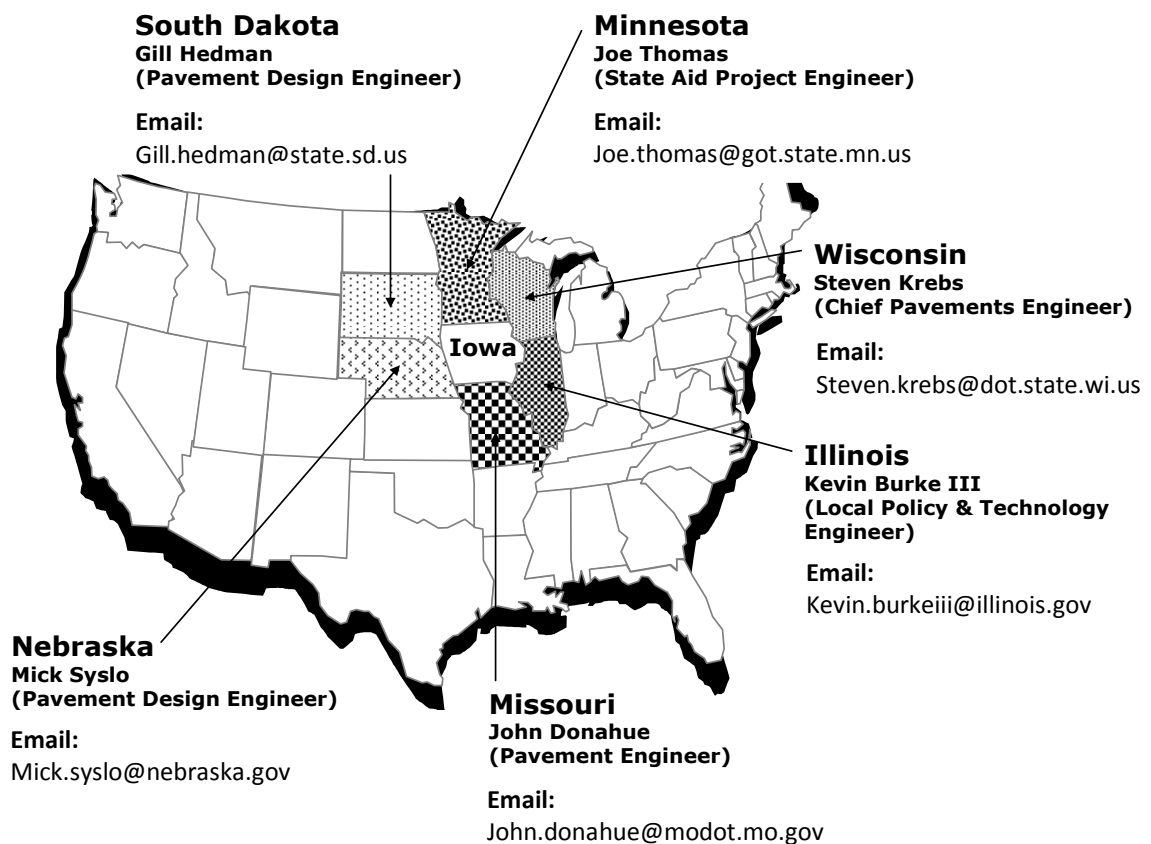 South Dakota
Gill Hedman
(Pavement Design Engineer)
Email:
Gill.hedman@state.sd.us
Minnesota
Joe Thomas
(State Aid Project Engineer)
Email:
Joe.thomas@got.state.mn.us
Wisconsin
Steven Krebs
(Chief Pavements Engineer)
Email:
Steven.krebs@dot.state.wi.us
Iowa
Illinois
Kevin Burke III
(Local Policy & Technology
Engineer)
Email:
Kevin.burkeiii@illinois.gov
Nebraska
Mick Syslo
(Pavement Design Engineer)
Email:
Mick.syslo@nebraska.gov
Missouri
John Donahue
(Pavement Engineer)
Email:
John.donahue@modot.mo.gov